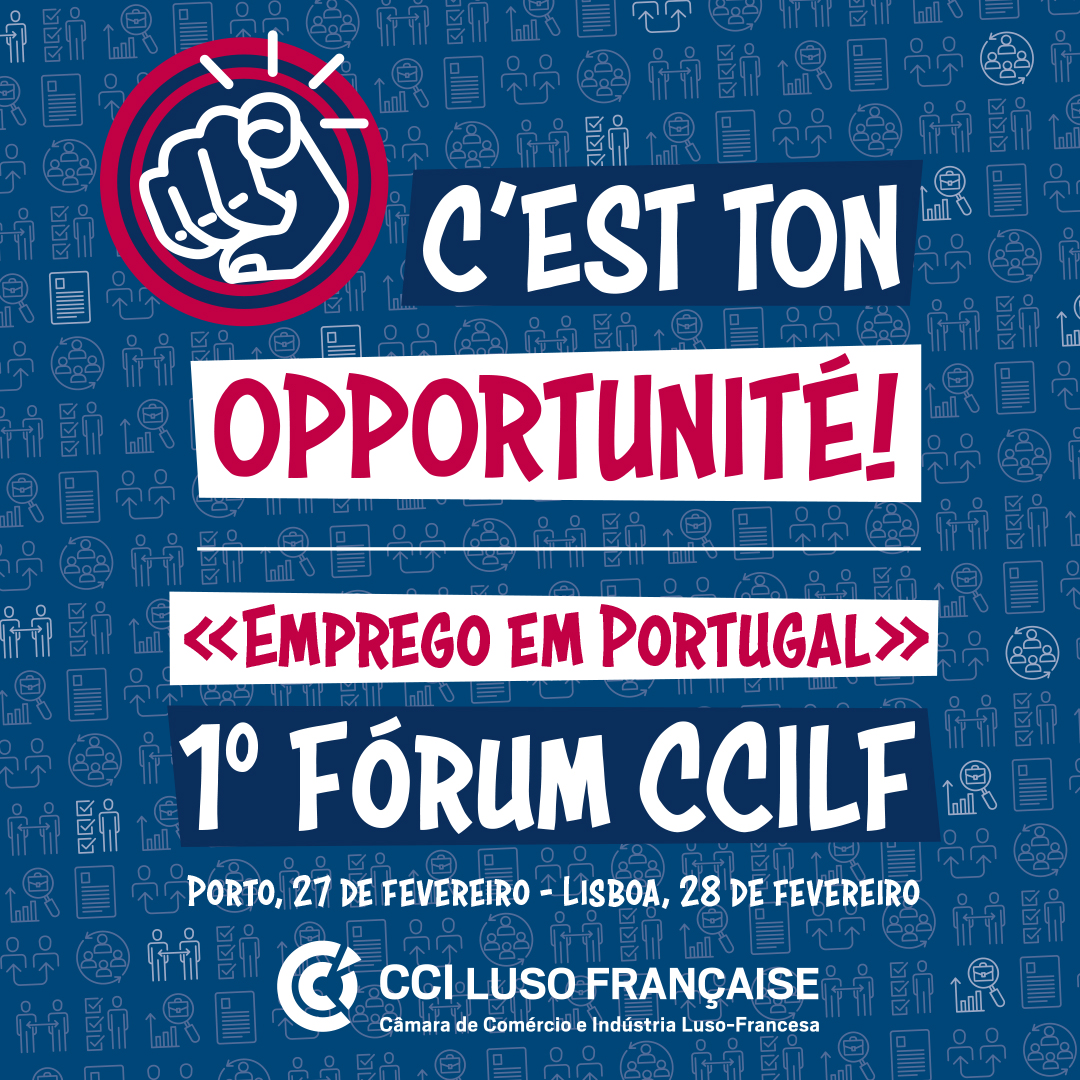 C'EST TON
OPPORTUNITÉ!
«EMPREGO EM PORTUGAL»
1º FÓRUM CCILF
PORTO, 27 DE FEVEREIRO - LISBOA, 28 DE FEVEREIRO
CCI LUSO FRANÇAISE
Câmara de Comércio e Indústria Luso-Francesa